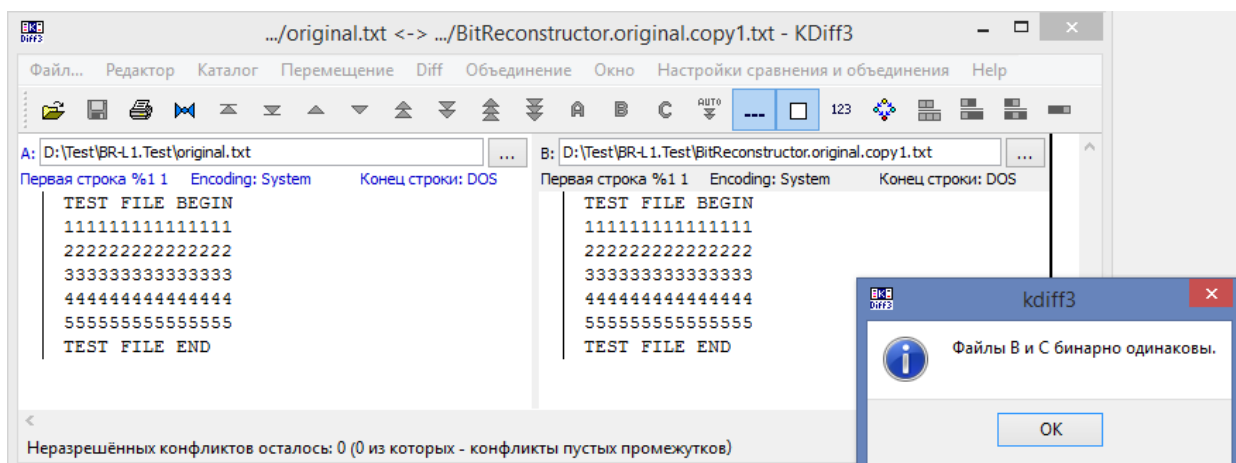 .../original.txt <-> .../BitReconstructor.original.copy1.txt - KDiff3
Файл... Редактор Каталог Перемещение Diff Объединение Окно Настройки сравнения и объединения Help
A B C AUTO 123
A: D:\Test\BR-L1.Test\original.txt ...
Первая строка %1 1 Encoding: System Конец строки: DOS
TEST FILE BEGIN
111111111111111
222222222222222
333333333333333
444444444444444
555555555555555
TEST FILE END
B: D:\Test\BR-L1.Test\BitReconstructor.original.copy1.txt ...
Первая строка %1 1 Encoding: System Конец строки: DOS
TEST FILE BEGIN
111111111111111
222222222222222
333333333333333
444444444444444
555555555555555
TEST FILE END
kdiff3
Файлы B и C бинарно одинаковы.
OK
Неразрешённых конфликтов осталось: 0 (0 из которых - конфликты пустых промежутков)